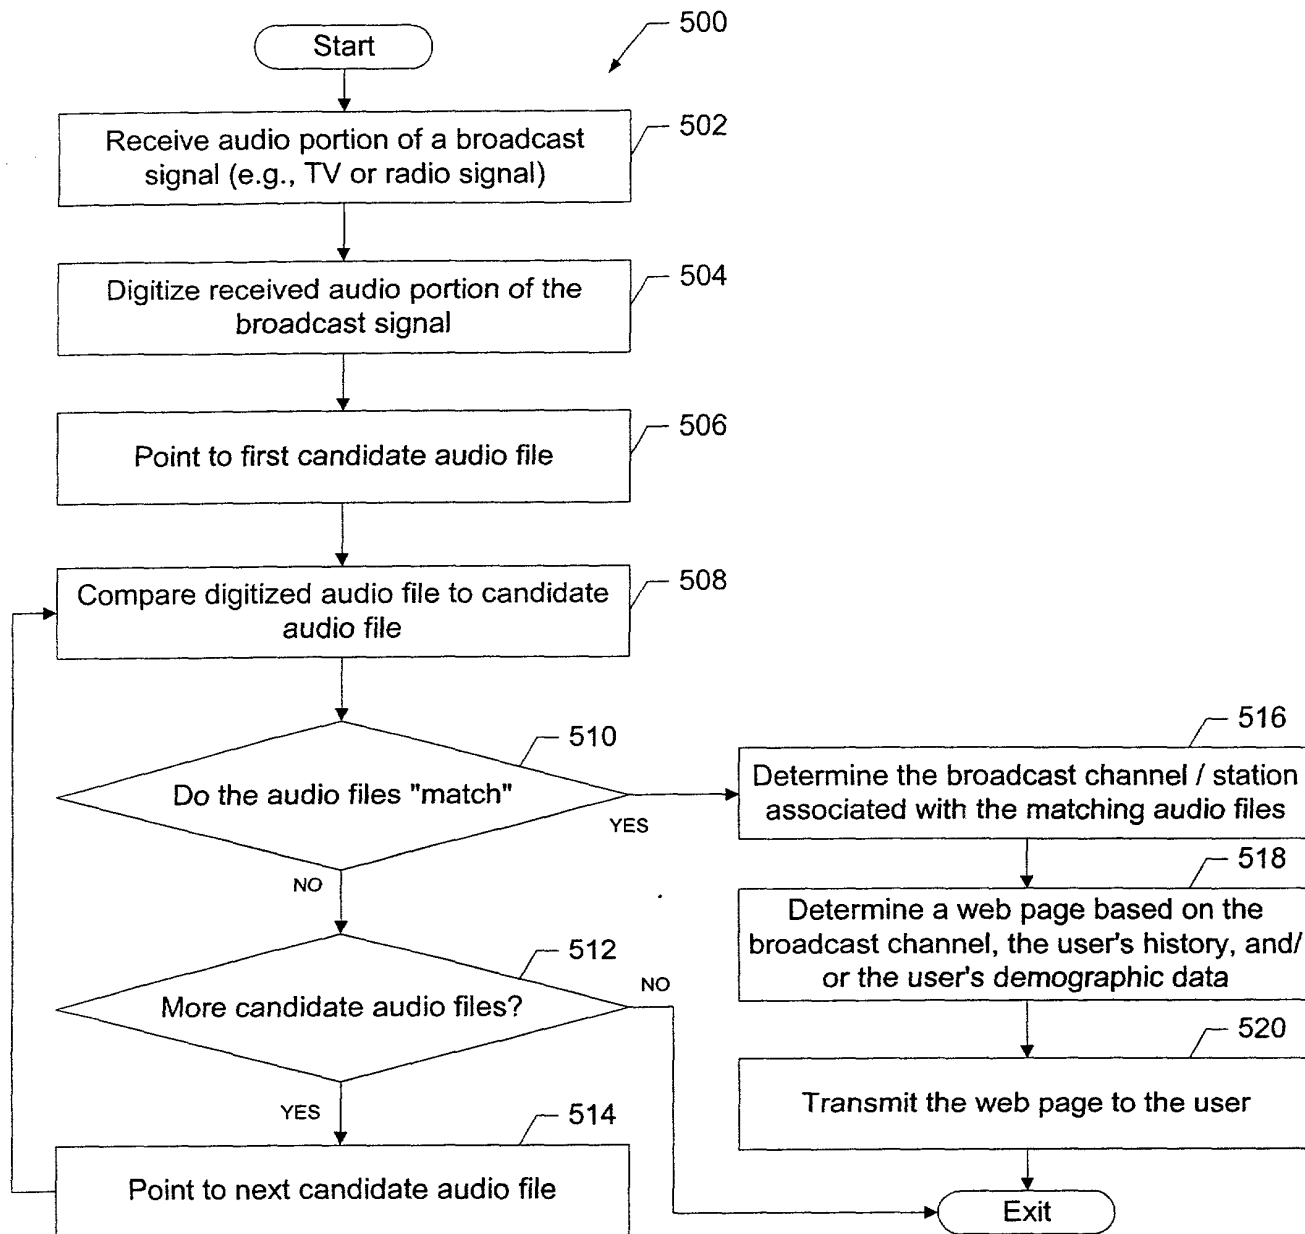 500
Start
502
Receive audio portion of a broadcast
signal (e.g., TV or radio signal)
504
Digitize received audio portion of the
broadcast signal
506
Point to first candidate audio file
508
Compare digitized audio file to candidate
audio file
510
Do the audio files "match"
YES
NO
516
Determine the broadcast channel / station
associated with the matching audio files
518
Determine a web page based on the
broadcast channel, the user's history, and/
or the user's demographic data
512
More candidate audio files?
NO
YES
520
Transmit the web page to the user
514
Point to next candidate audio file
Exit